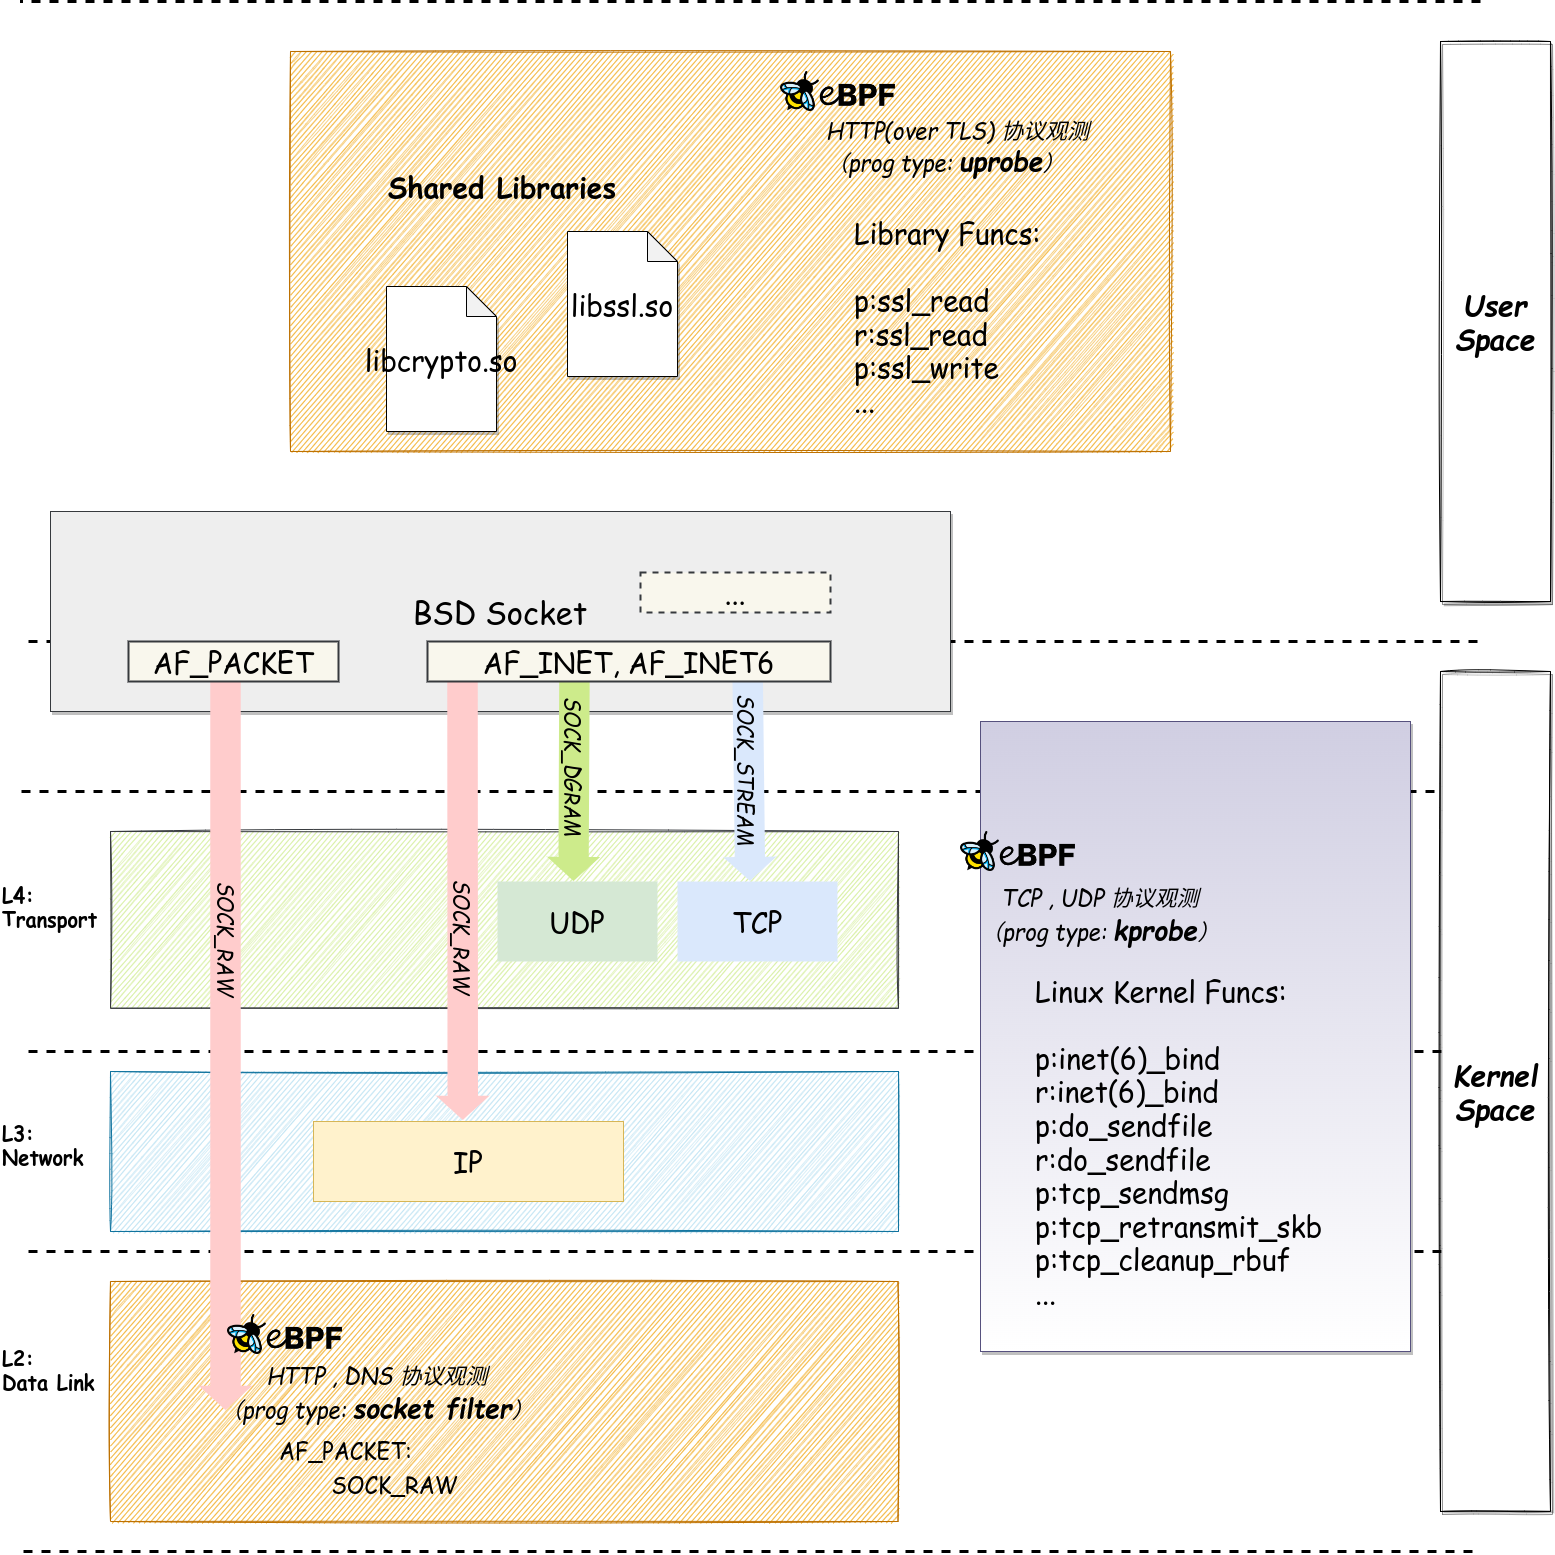 eBPF
HTTP(over TLS) 协议观测
(prog type: uprobe)
Shared Libraries
Library Funcs:
libssl.so
libcrypto.so
p:ssl_read
r:ssl_read
p:ssl_write
...
User
Space
...
BSD Socket
AF_PACKET
AF_INET, AF_INET6
SOCK_DGRAM
SOCK_STREAM
L4:
Transport
SOCK_RAW
SOCK_RAW
UDP
TCP
eBPF
TCP , UDP 协议观测
(prog type: kprobe)
Linux Kernel Funcs:
p:inet(6)_bind
r:inet(6)_bind
p:do_sendfile
r:do_sendfile
p:tcp_sendmsg
p:tcp_retransmit_skb
p:tcp_cleanup_rbuf
...
Kernel
Space
L3:
Network
IP
L2:
Data Link
eBPF
HTTP , DNS 协议观测
(prog type: socket filter)
AF_PACKET:
SOCK_RAW